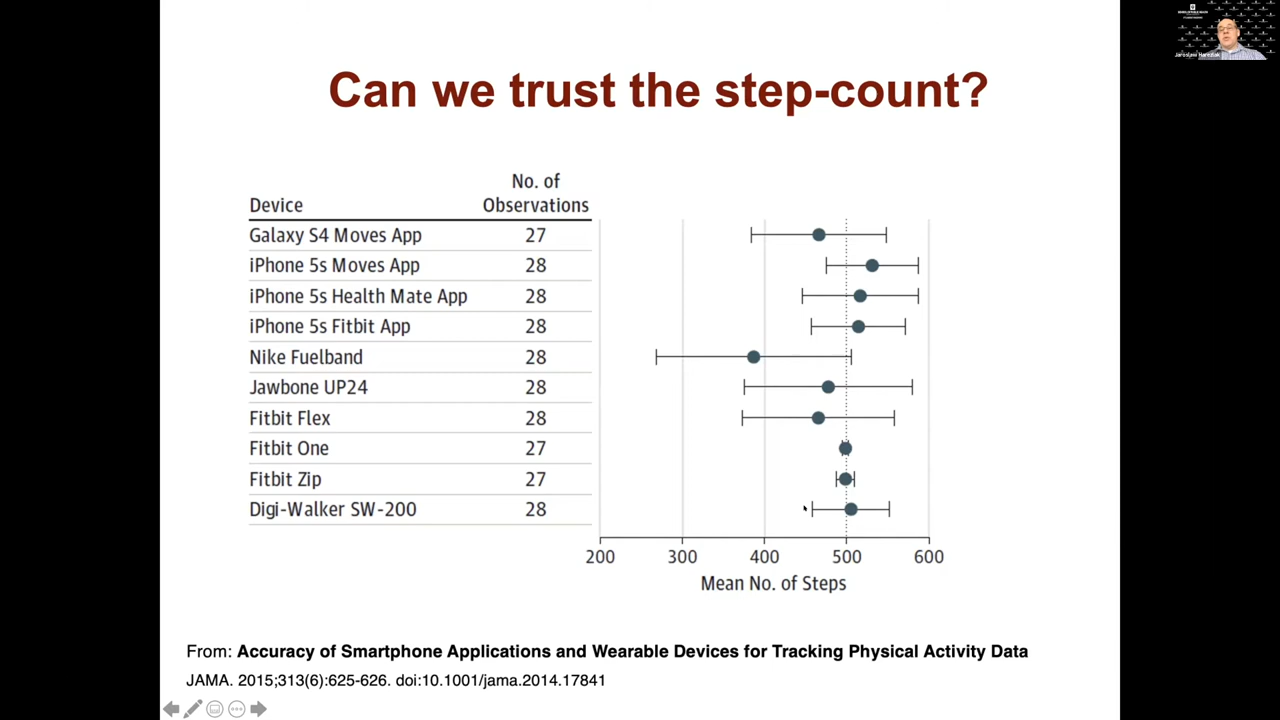 Can we trust the step-count?
No. of
Device Observations
Galaxy S4 Moves App 27
iPhone 5s Moves App 28
iPhone 5s Health Mate App 28
iPhone 5s Fitbit App 28
Nike Fuelband 28
Jawbone UP24 28
Fitbit Flex 28
Fitbit One 27
Fitbit Zip 27
Digi-Walker SW-200 28
200 300 400 500 600
Mean No. of Steps
From: Accuracy of Smartphone Applications and Wearable Devices for Tracking Physical Activity Data
JAMA. 2015;313(6):625-626. doi:10.1001/jama.2014.17841